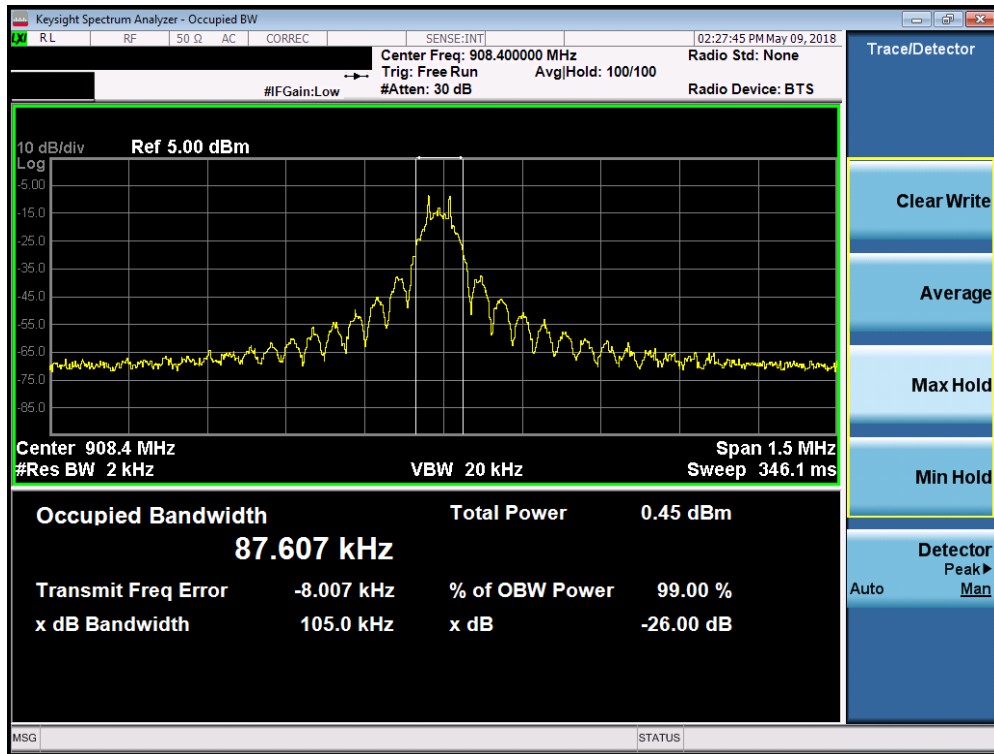 Keysight Spectrum Analyzer - Occupied BW
LXI RL RF 50 Ω AC CORREC SENSE:INT 02:27:45 PM May 09, 2018
Center Freq: 908.400000 MHz Radio Std: None
Trig: Free Run Avg|Hold: 100/100
#IFGain:Low #Atten: 30 dB Radio Device: BTS
10 dB/div Ref 5.00 dBm
Log
-5.00
-15.0
-25.0
-35.0
-45.0
-55.0
-65.0
-75.0
-85.0
Center 908.4 MHz Span 1.5 MHz
#Res BW 2 kHz VBW 20 kHz Sweep 346.1 ms
Occupied Bandwidth Total Power 0.45 dBm
87.607 kHz
Transmit Freq Error -8.007 kHz % of OBW Power 99.00 %
x dB Bandwidth 105.0 kHz x dB -26.00 dB
MSG STATUS
Trace/Detector
Clear Write
Average
Max Hold
Min Hold
Detector
Peak▶
Auto Man